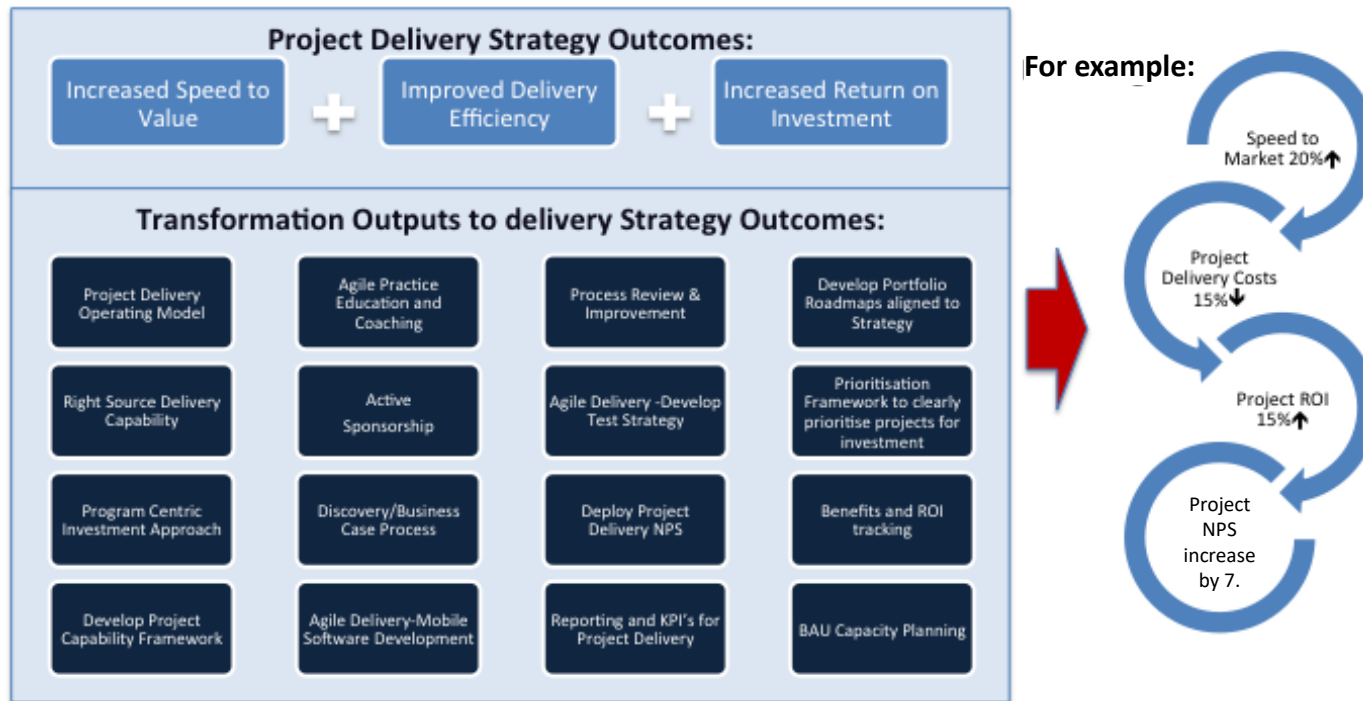 Project Delivery Strategy Outcomes:
Increased Speed to
Value
Improved Delivery
Efficiency
Increased Return on
Investment
Transformation Outputs to delivery Strategy Outcomes:
Project Delivery
Operating Model
Agile Practice
Education and
Coaching
Process Review &
Improvement
Develop Portfolio
Roadmaps aligned to
Strategy
Right Source Delivery
Capability
Active
Sponsorship
Agile Delivery -Develop
Test Strategy
Prioritisation
Framework to clearly
prioritise projects for
investment
Program Centric
Investment Approach
Discovery/Business
Case Process
Deploy Project
Delivery NPS
Benefits and ROI
tracking
Develop Project
Capability Framework
Agile Delivery-Mobile
Software Development
Reporting and KPI's for
Project Delivery
BAU Capacity Planning
For example:
Speed to
Market 20%↑
Project
Delivery Costs
15%↓
Project ROI
15%↑
Project
NPS
increase
by 7.